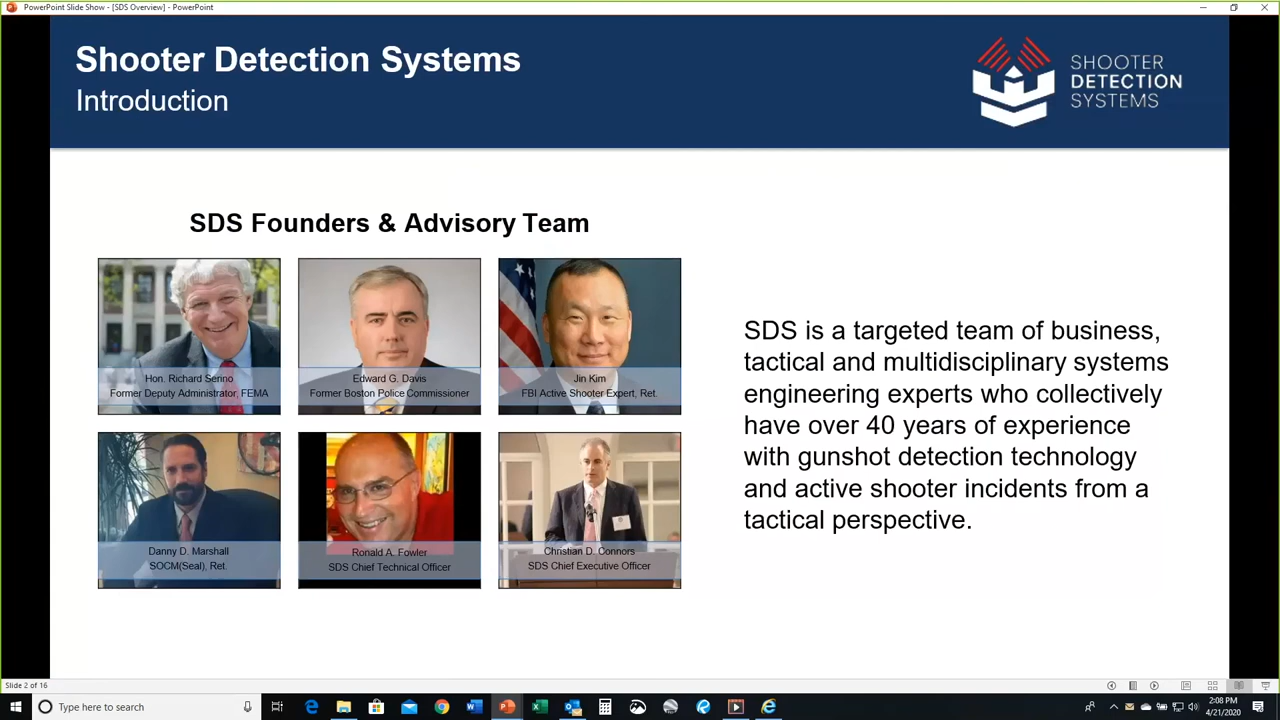 PowerPoint Slide Show - [SDS Overview] - PowerPoint
Shooter Detection Systems
Introduction
SHOOTER
DETECTION
SYSTEMS
SDS Founders & Advisory Team
Hon. Richard Serino
Former Deputy Administrator, FEMA
Edward G. Davis
Former Boston Police Commissioner
Jin Kim
FBI Active Shooter Expert, Ret.
Danny D. Marshall
SOCM(Seal), Ret.
Ronald A. Fowler
SDS Chief Technical Officer
Christian D. Connors
SDS Chief Executive Officer
SDS is a targeted team of business,
tactical and multidisciplinary systems
engineering experts who collectively
have over 40 years of experience
with gunshot detection technology
and active shooter incidents from a
tactical perspective.
Slide 2 of 16
Type here to search
2:08 PM
4/21/2020